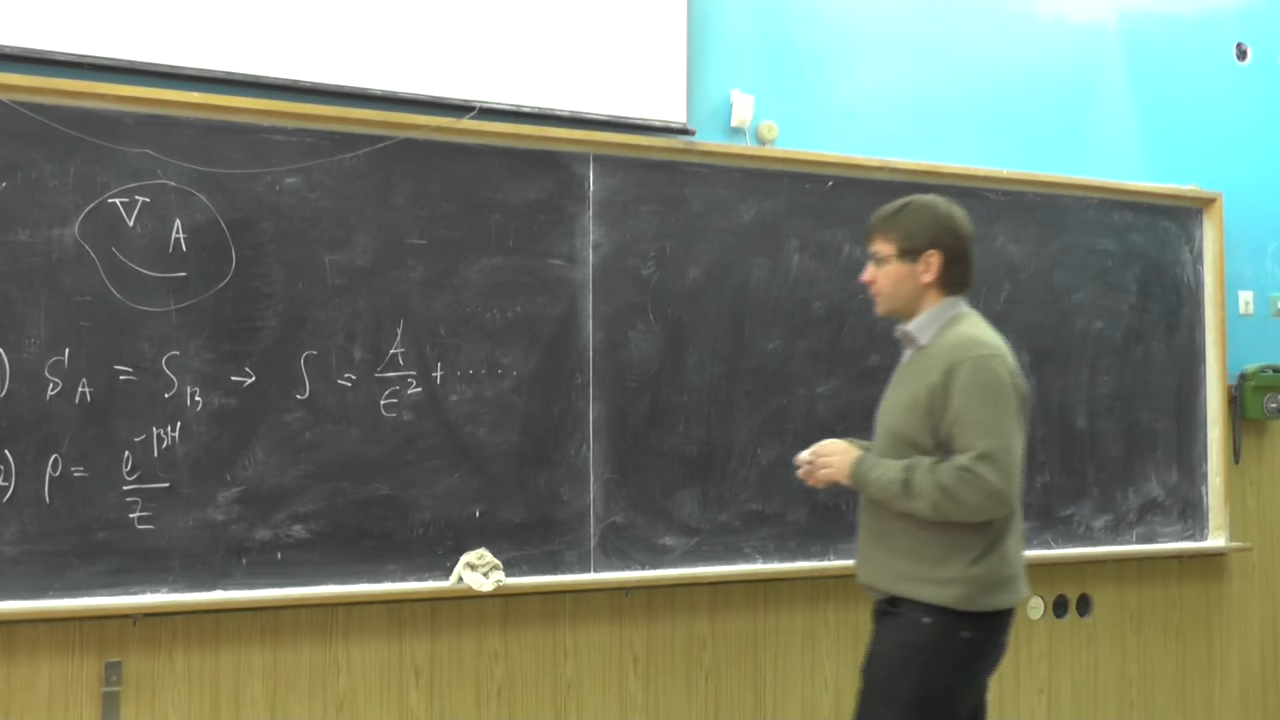 V
A
) S_A = S_B → S = A/ε² + .....
2) ρ = e^{-βH}/Z